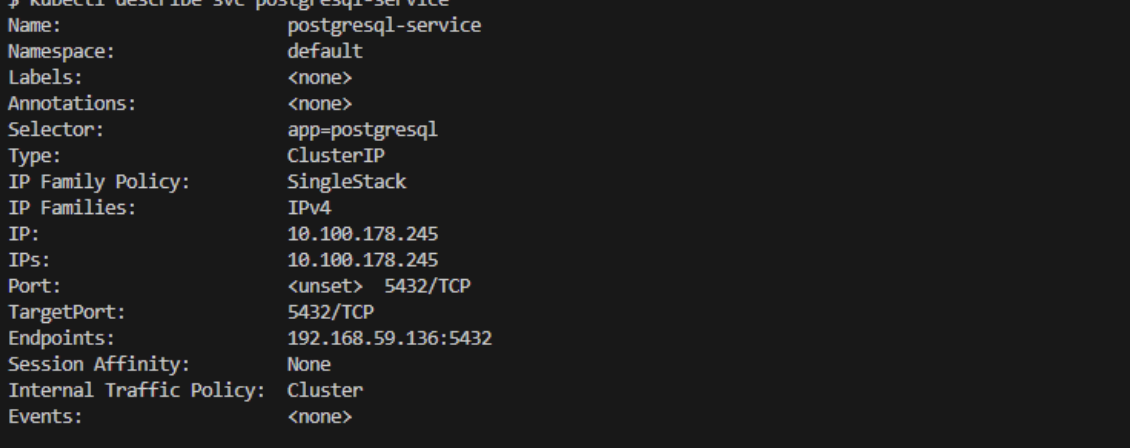 $ kubectl describe svc postgresql-service
Name:                     postgresql-service
Namespace:                default
Labels:                   <none>
Annotations:              <none>
Selector:                 app=postgresql
Type:                     ClusterIP
IP Family Policy:         SingleStack
IP Families:              IPv4
IP:                       10.100.178.245
IPs:                      10.100.178.245
Port:                     <unset>  5432/TCP
TargetPort:               5432/TCP
Endpoints:                192.168.59.136:5432
Session Affinity:         None
Internal Traffic Policy:  Cluster
Events:                   <none>